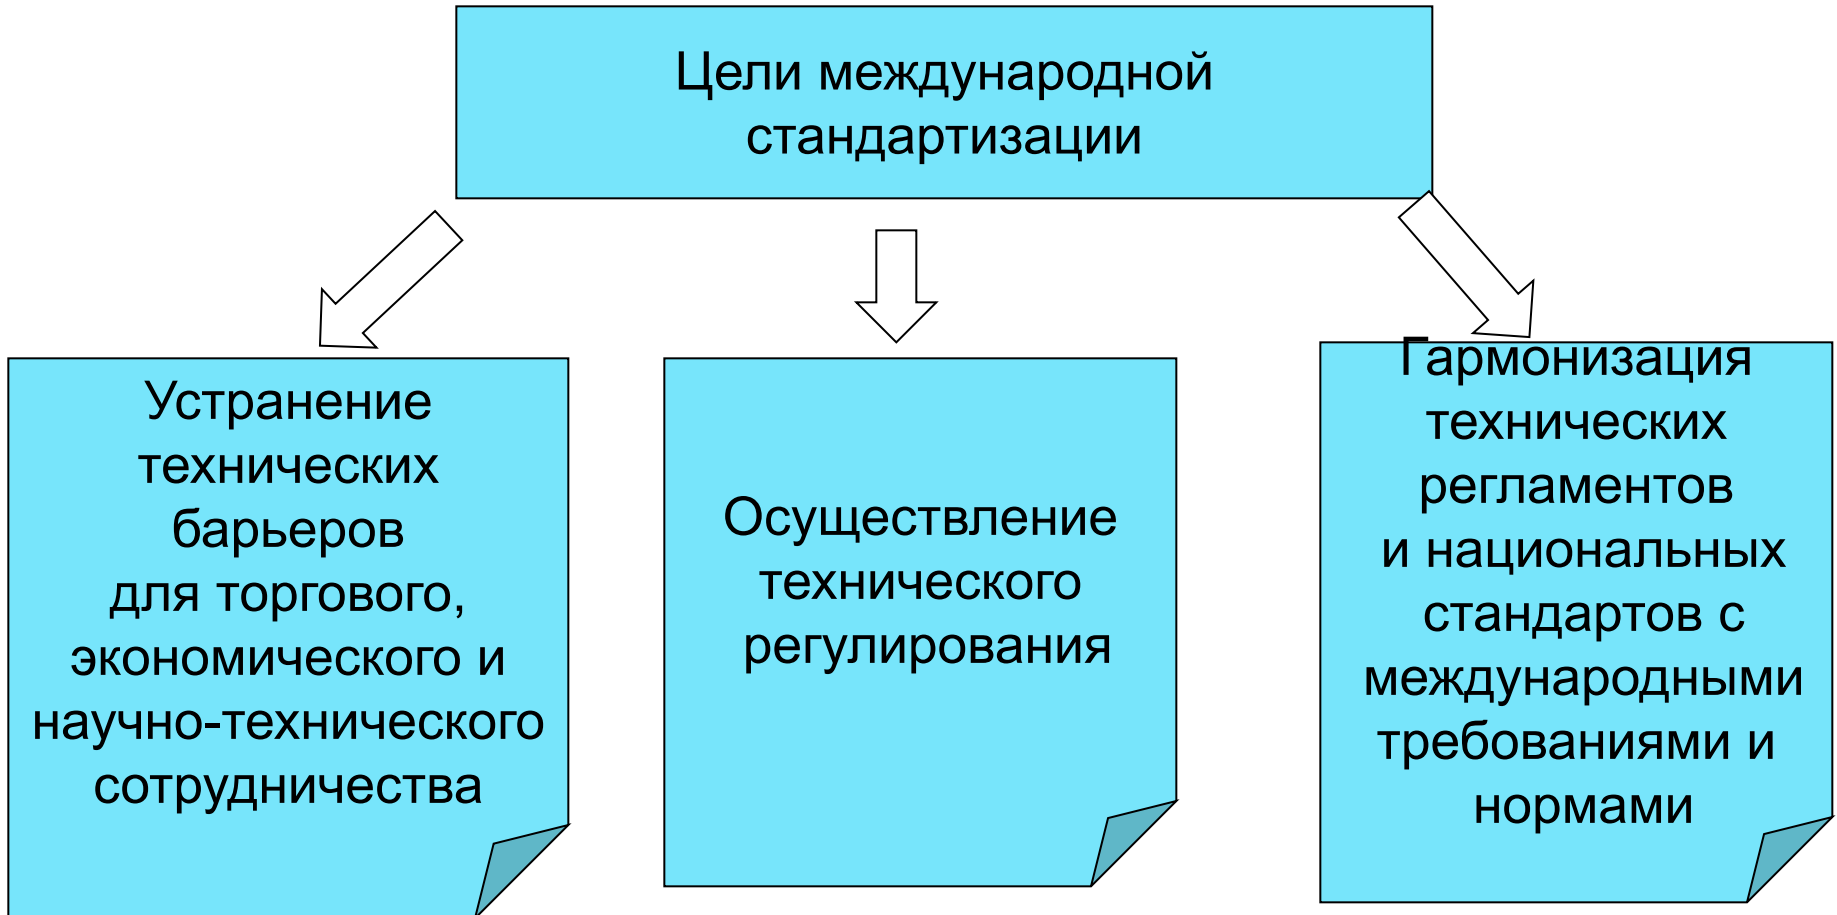 Цели международной
стандартизации
Устранение
технических
барьеров
для торгового,
экономического и
научно-технического
сотрудничества
Осуществление
технического
регулирования
Гармонизация
технических
регламентов
и национальных
стандартов с
международными
требованиями и
нормами